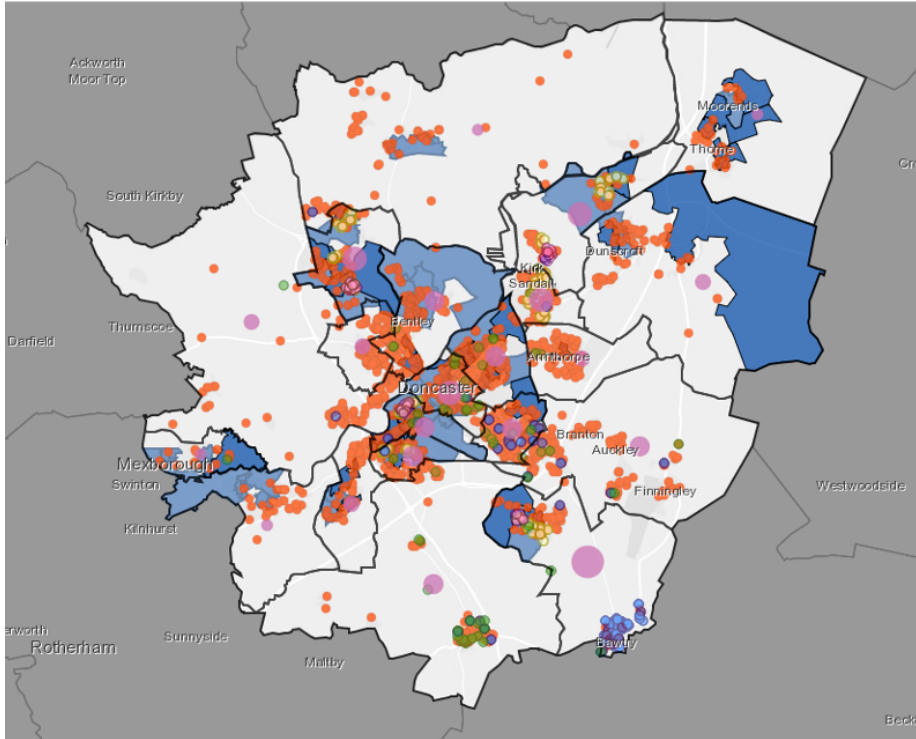 Ackworth
Moor Top
Moorends
Thorne
Cr
South Kirkby
Dunscroft
Kirk
Sandall
Thurnscoe
Bentley
Darfield
Armthorpe
Doncaster
Branton
Auckley
Mexborough
Swinton
Finningley
Westwoodside
Kilnhurst
erworth
Sunnyside
Bawtry
Rotherham
Maltby
Beck